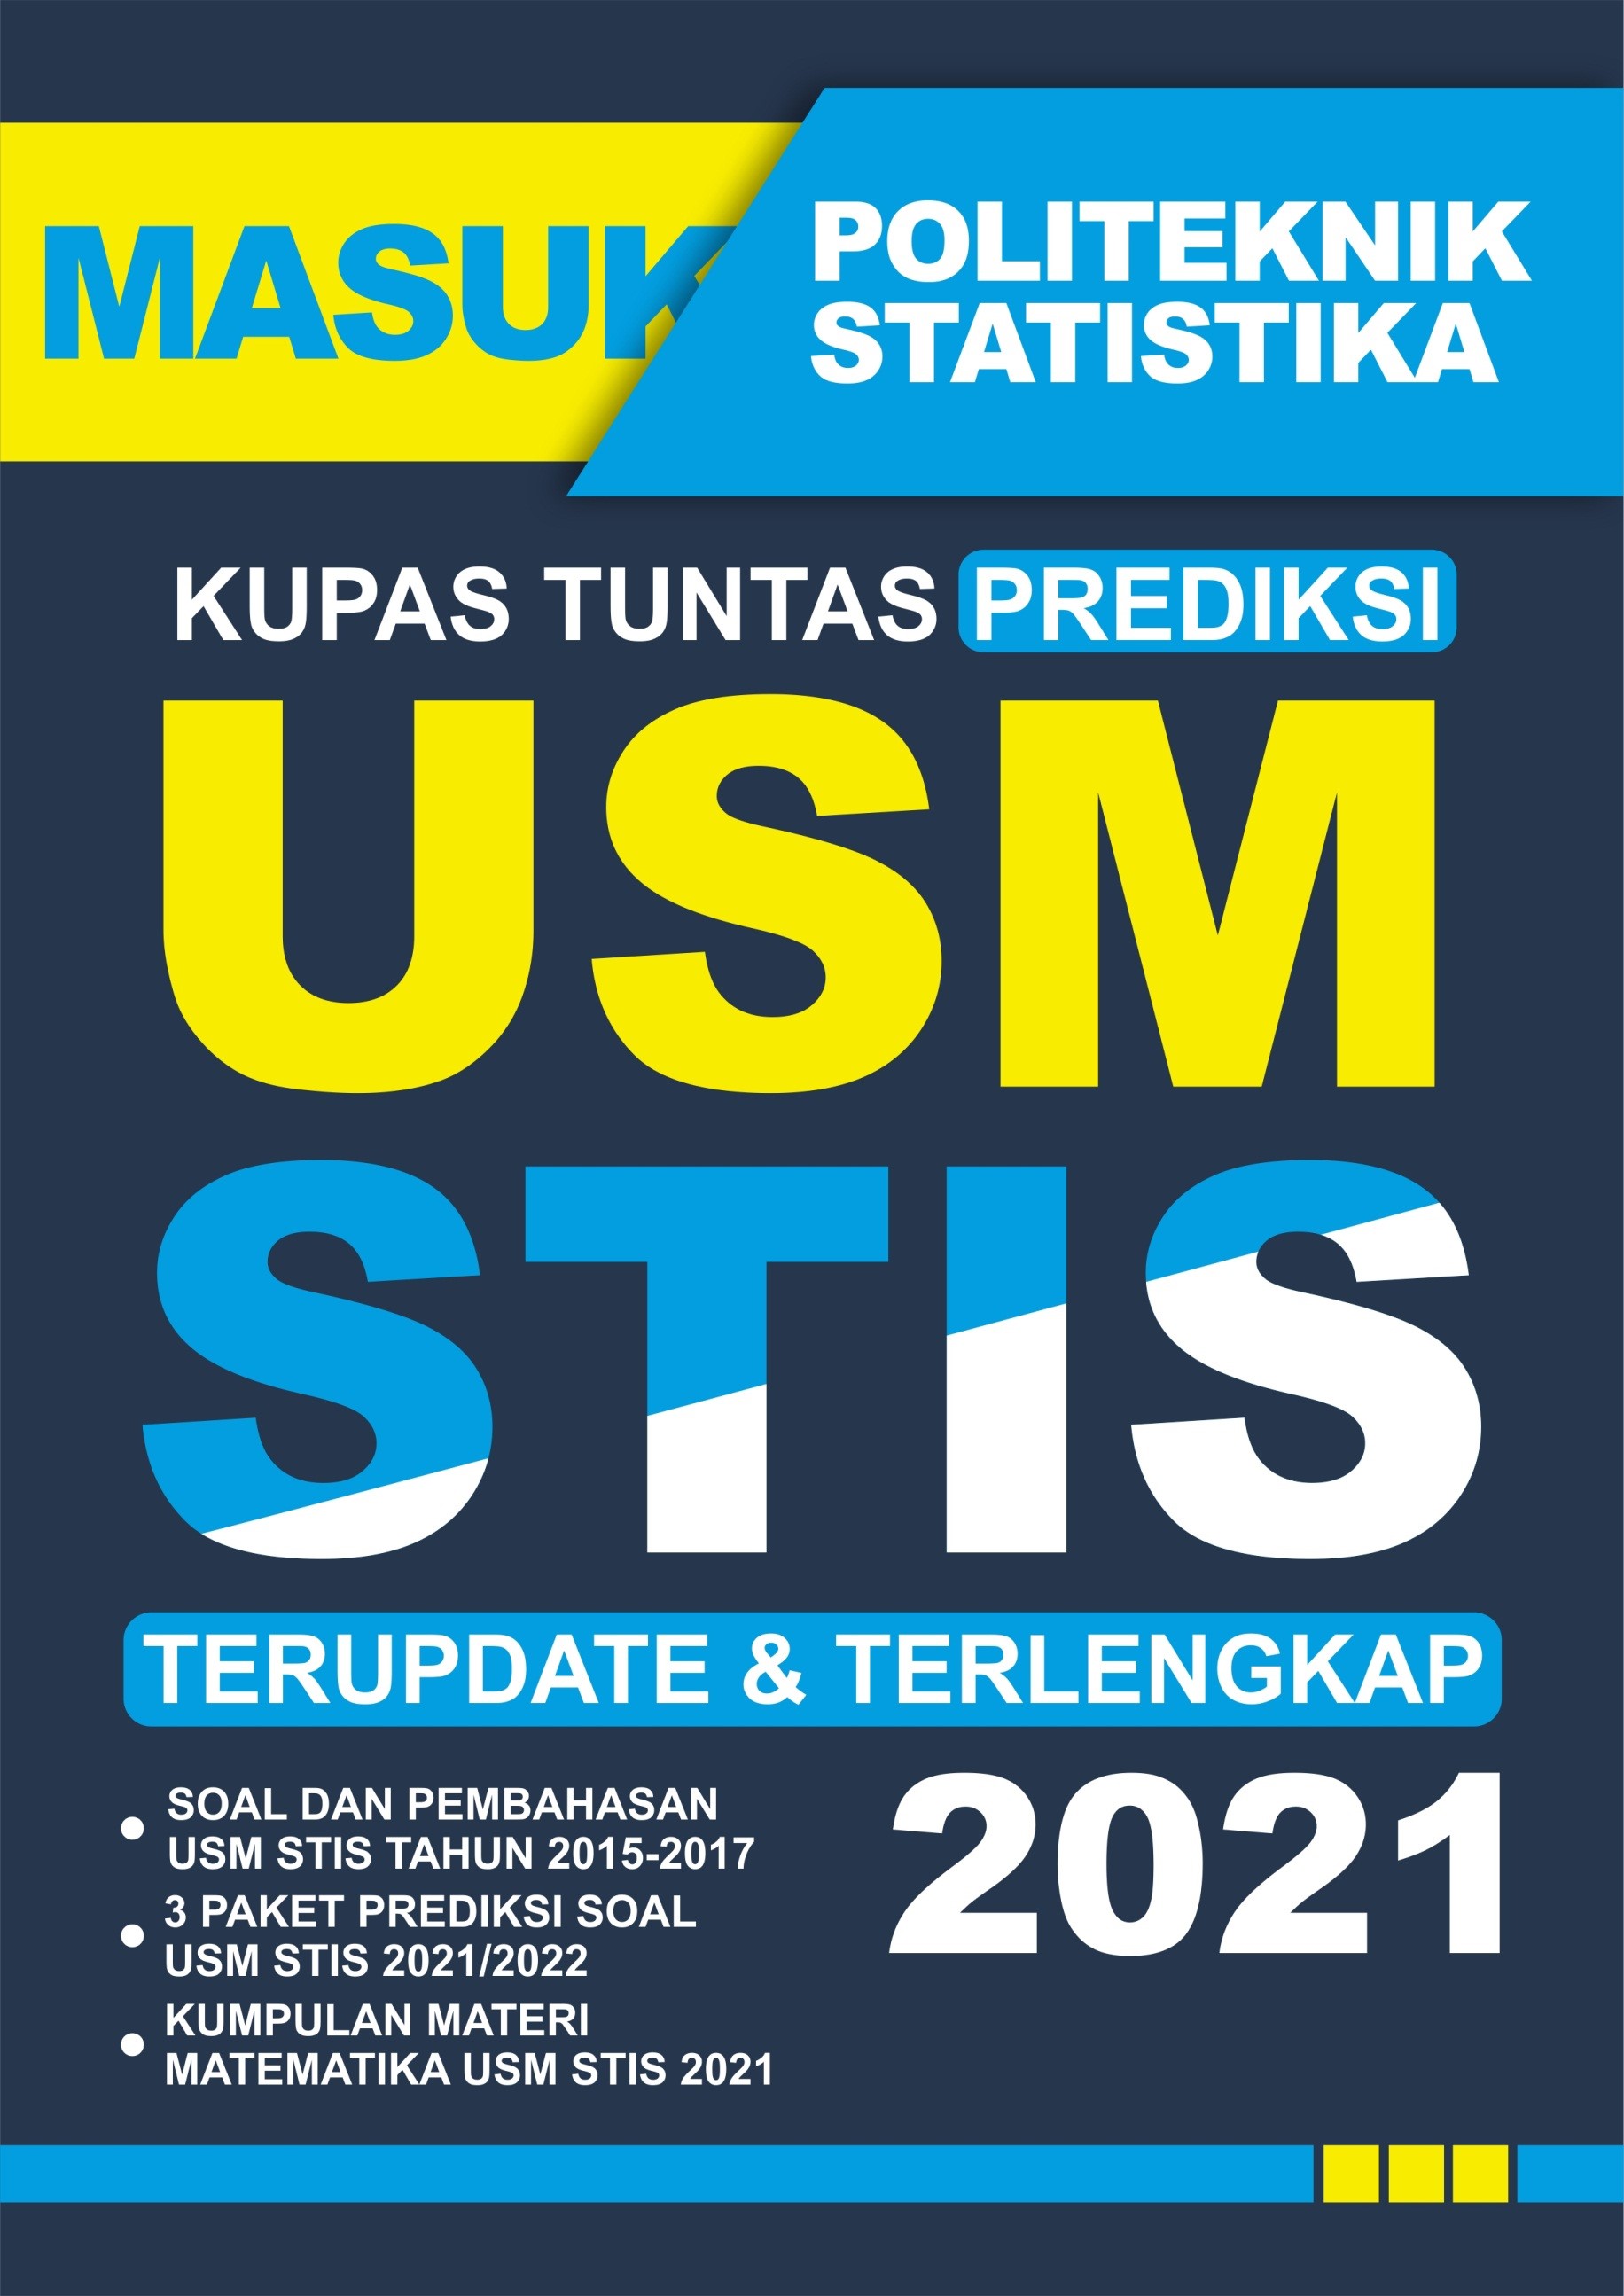 MASUK
POLITEKNIK
STATISTIKA
KUPAS TUNTAS PREDIKSI
USM
STIS
TERUPDATE & TERLENGKAP
SOAL DAN PEMBAHASAN
USM STIS TAHUN 2015-2017
3 PAKET PREDIKSI SOAL
USM STIS 2021/2022
KUMPULAN MATERI
MATEMATIKA USM STIS 2021
2021